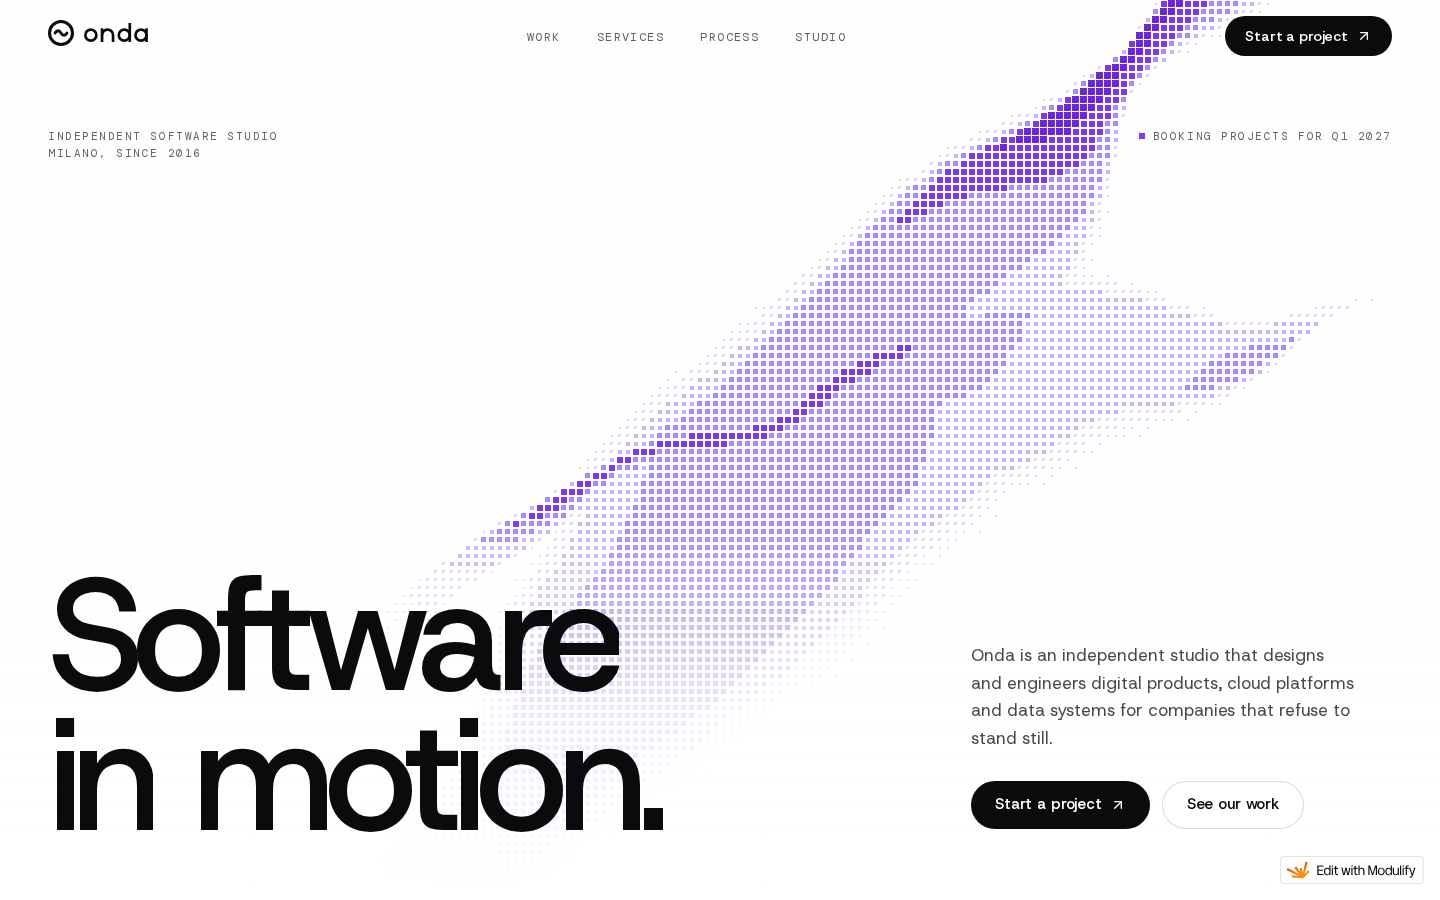 onda
WORK
SERVICES
PROCESS
STUDIO
Start a project
INDEPENDENT SOFTWARE STUDIO
MILANO, SINCE 2016
BOOKING PROJECTS FOR Q1 2027
Software
in motion.
Onda is an independent studio that designs
and engineers digital products, cloud platforms
and data systems for companies that refuse to
stand still.
Start a project
See our work
Edit with Modulify